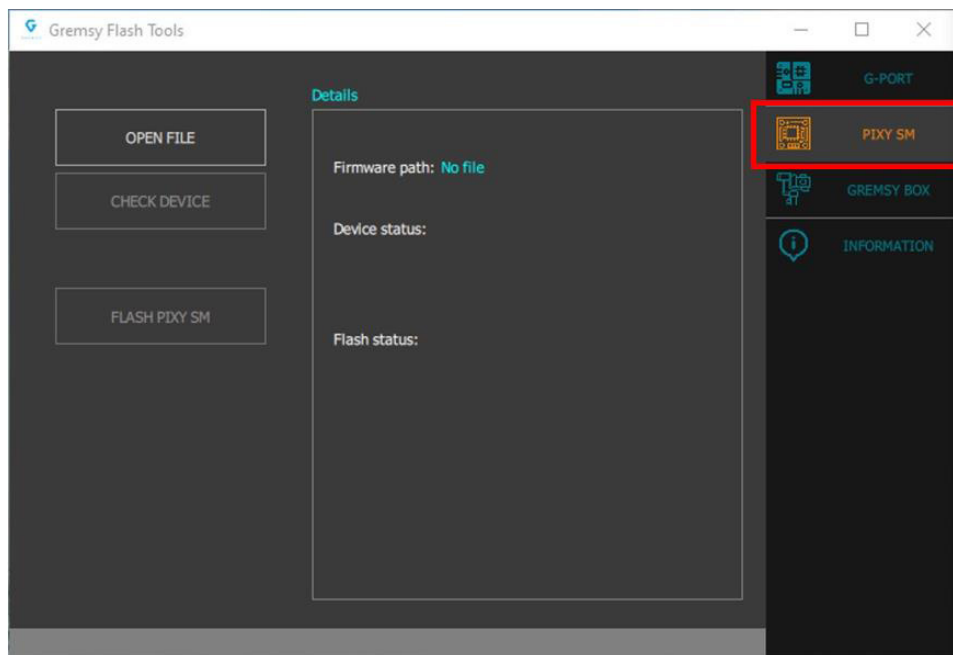 Gremsy Flash Tools
OPEN FILE
CHECK DEVICE
FLASH PIXY SM
Details
Firmware path: No file
Device status:
Flash status:
G-PORT
PIXY SM
GREMSY BOX
INFORMATION